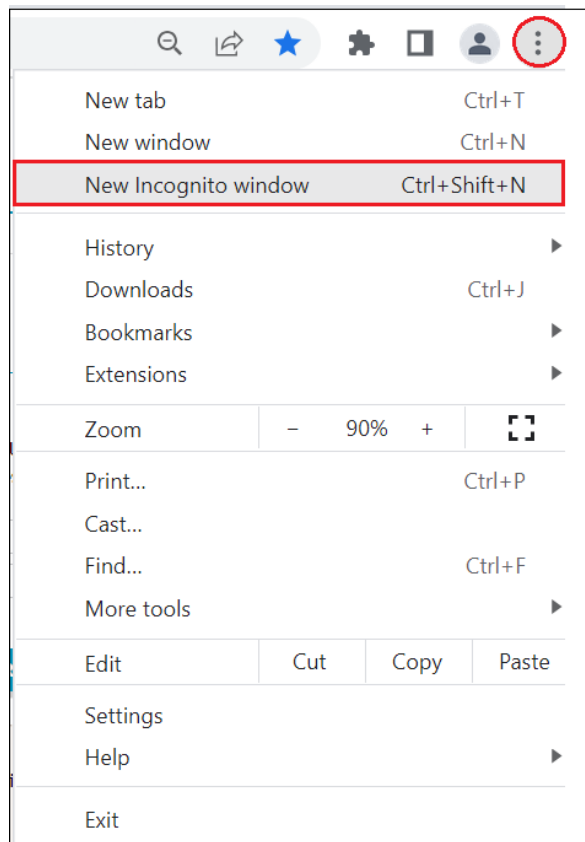 New tab Ctrl+T
New window Ctrl+N
New Incognito window Ctrl+Shift+N
History
Downloads Ctrl+J
Bookmarks
Extensions
Zoom − 90% +
Print... Ctrl+P
Cast...
Find... Ctrl+F
More tools
Edit Cut Copy Paste
Settings
Help
Exit